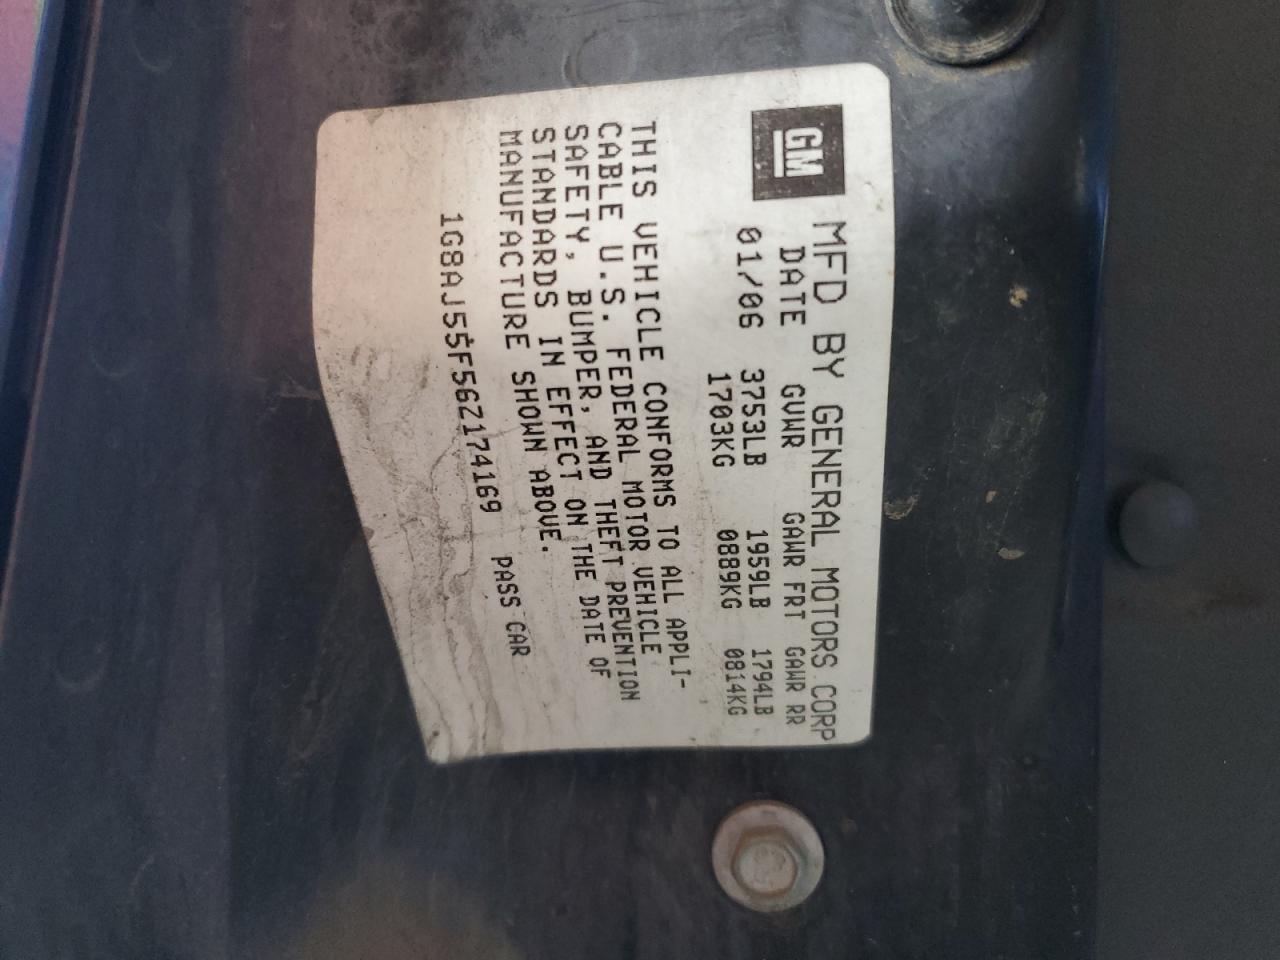 GM
MFD BY GENERAL MOTORS CORP
DATE GVWR GAWR FRT GAWR RR
01/06 3753LB 1959LB 1794LB
1703KG 0889KG 0814KG
THIS VEHICLE CONFORMS TO ALL APPLI-
CABLE U.S. FEDERAL MOTOR VEHICLE
SAFETY, BUMPER, AND THEFT PREVENTION
STANDARDS IN EFFECT ON THE DATE OF
MANUFACTURE SHOWN ABOVE.
1G8AJ55F56Z174169 PASS CAR